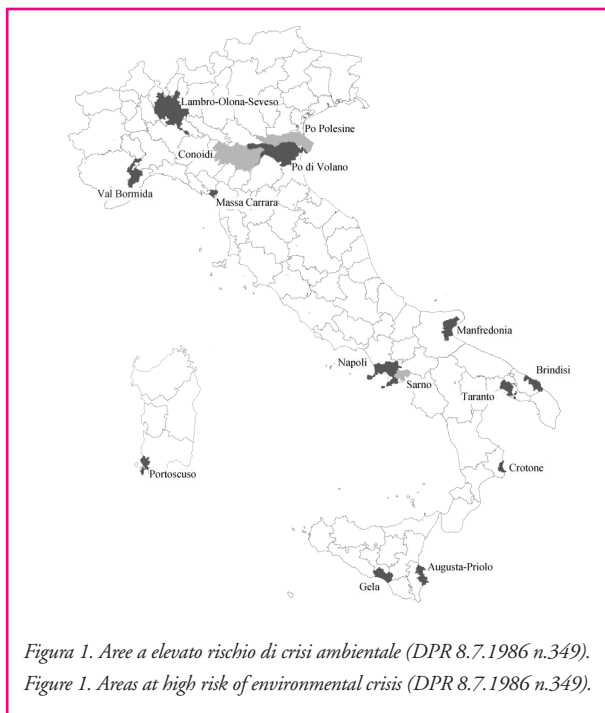 Lambro-Olona-Seveso
Po Polesine
Conoidi
Po di Volano
Val Bormida
Massa Carrara
Manfredonia
Napoli
Brindisi
Sarno
Taranto
Portoscuso
Crotone
Augusta-Priolo
Gela
Figura 1. Aree a elevato rischio di crisi ambientale (DPR 8.7.1986 n.349).
Figure 1. Areas at high risk of environmental crisis (DPR 8.7.1986 n.349).